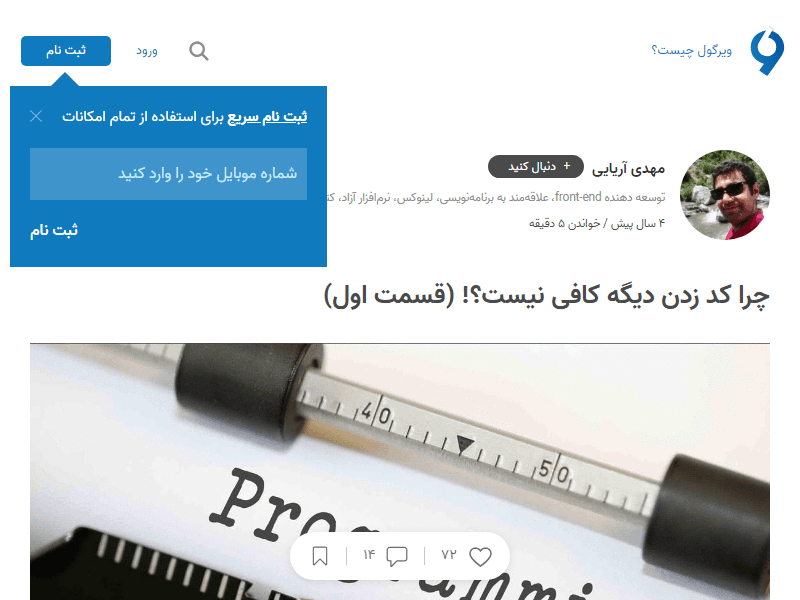 ویرگول چیست؟
ورود
ثبت نام
ثبت نام سریع برای استفاده از تمام امکانات
شماره موبایل خود را وارد کنید
ثبت نام
مهدی آریایی
+ دنبال کنید
توسعه دهنده front-end، علاقه‌مند به برنامه‌نویسی، لینوکس، نرم‌افزار آزاد،
۴ سال پیش / خواندن ۵ دقیقه
چرا کد زدن دیگه کافی نیست؟! (قسمت اول)
40 50
۷۲
۱۴